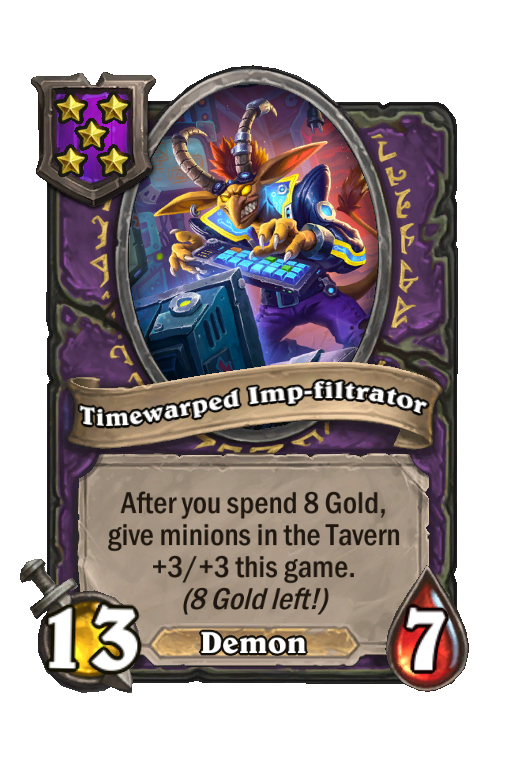 Timewarped Imp-filtrator
After you spend 8 Gold,
give minions in the Tavern
+3/+3 this game.
(8 Gold left!)
13
Demon
7